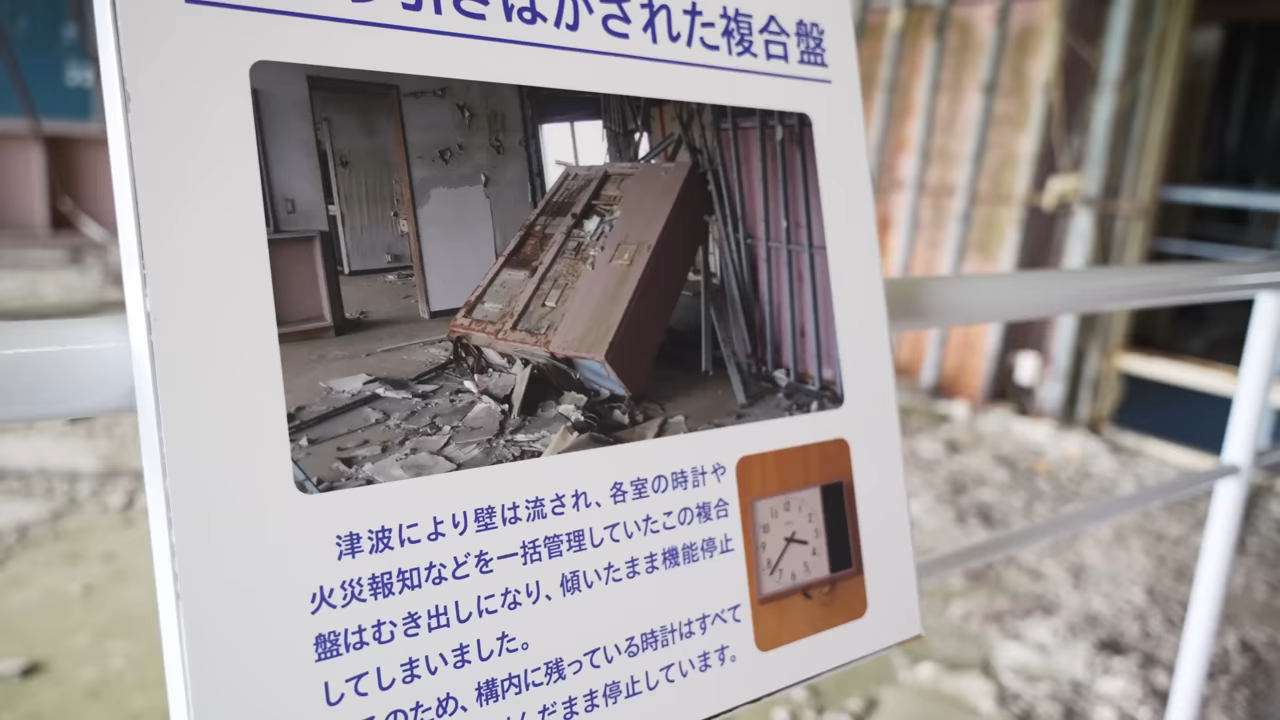 引きはがされた複合盤
津波により壁は流され、各室の時計や
火災報知などを一括管理していたこの複合
盤はむき出しになり、傾いたまま機能停止
してしまいました。
のため、構内に残っている時計はすべて
だまま停止しています。